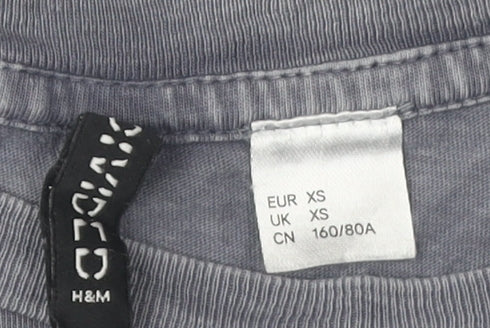 H&M
EUR XS
UK XS
CN 160/80A